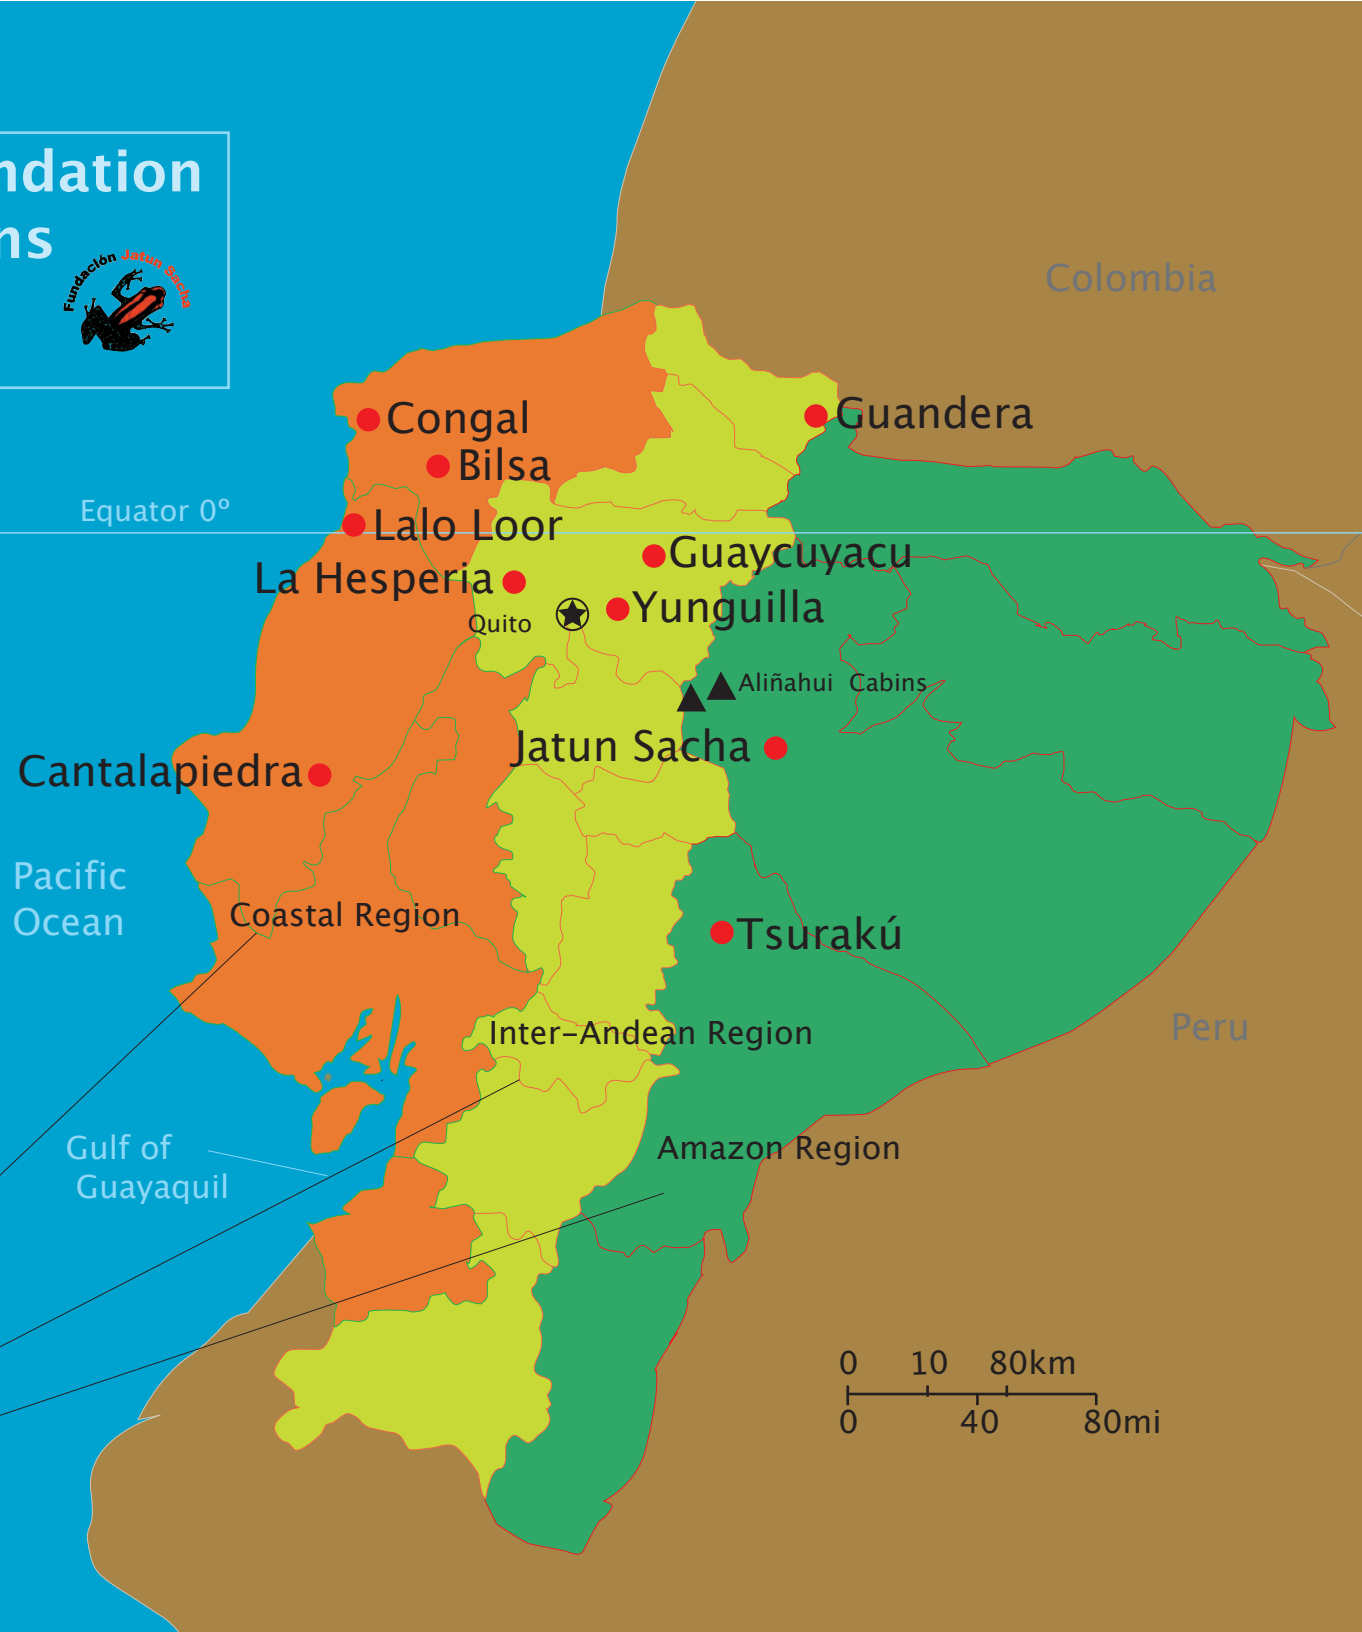 ndation
ns
Fundación Jatun Sacha
Colombia
Congal
Guandera
Bilsa
Equator 0º
Lalo Loor
Guaycuyacu
La Hesperia
Yunguilla
Quito
Aliñahui Cabins
Jatun Sacha
Cantalapiedra
Pacific
Ocean
Coastal Region
Tsurakú
Inter-Andean Region
Peru
Gulf of
Guayaquil
Amazon Region
0 10 80km
0 40 80mi